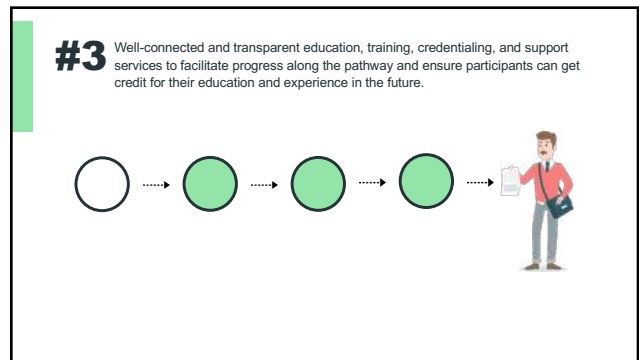 #3
Well-connected and transparent education, training, credentialing, and support
services to facilitate progress along the pathway and ensure participants can get
credit for their education and experience in the future.